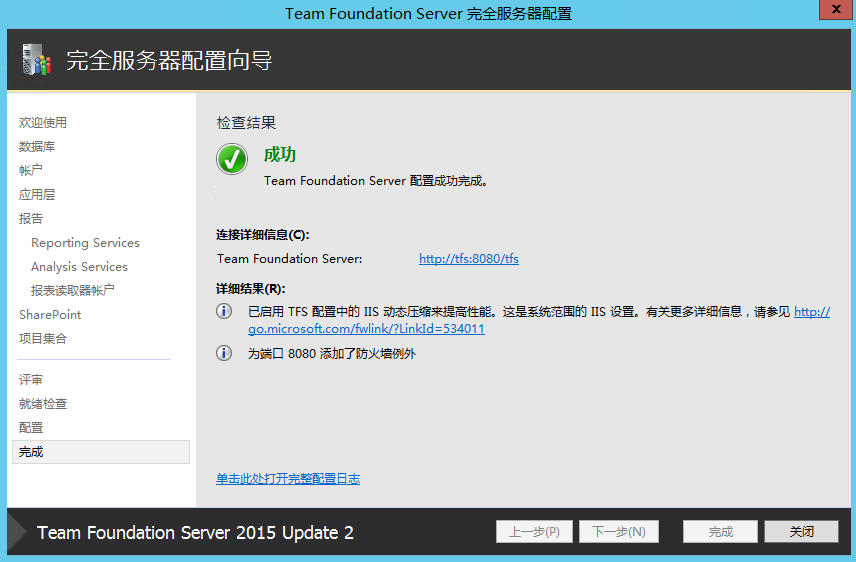 Team Foundation Server 完全服务器配置
x
完全服务器配置向导
欢迎使用
数据库
帐户
应用层
报告
Reporting Services
Analysis Services
报表读取器帐户
SharePoint
项目集合
评审
就绪检查
配置
完成
检查结果
成功
Team Foundation Server 配置成功完成。
连接详细信息(C):
Team Foundation Server: http://tfs:8080/tfs
详细结果(R):
已启用 TFS 配置中的 IIS 动态压缩来提高性能。这是系统范围的 IIS 设置。有关更多详细信息，请参见 http://
go.microsoft.com/fwlink/?LinkId=534011
为端口 8080 添加了防火墙例外
单击此处打开完整配置日志
Team Foundation Server 2015 Update 2
上一步(P) 下一步(N) 完成 关闭